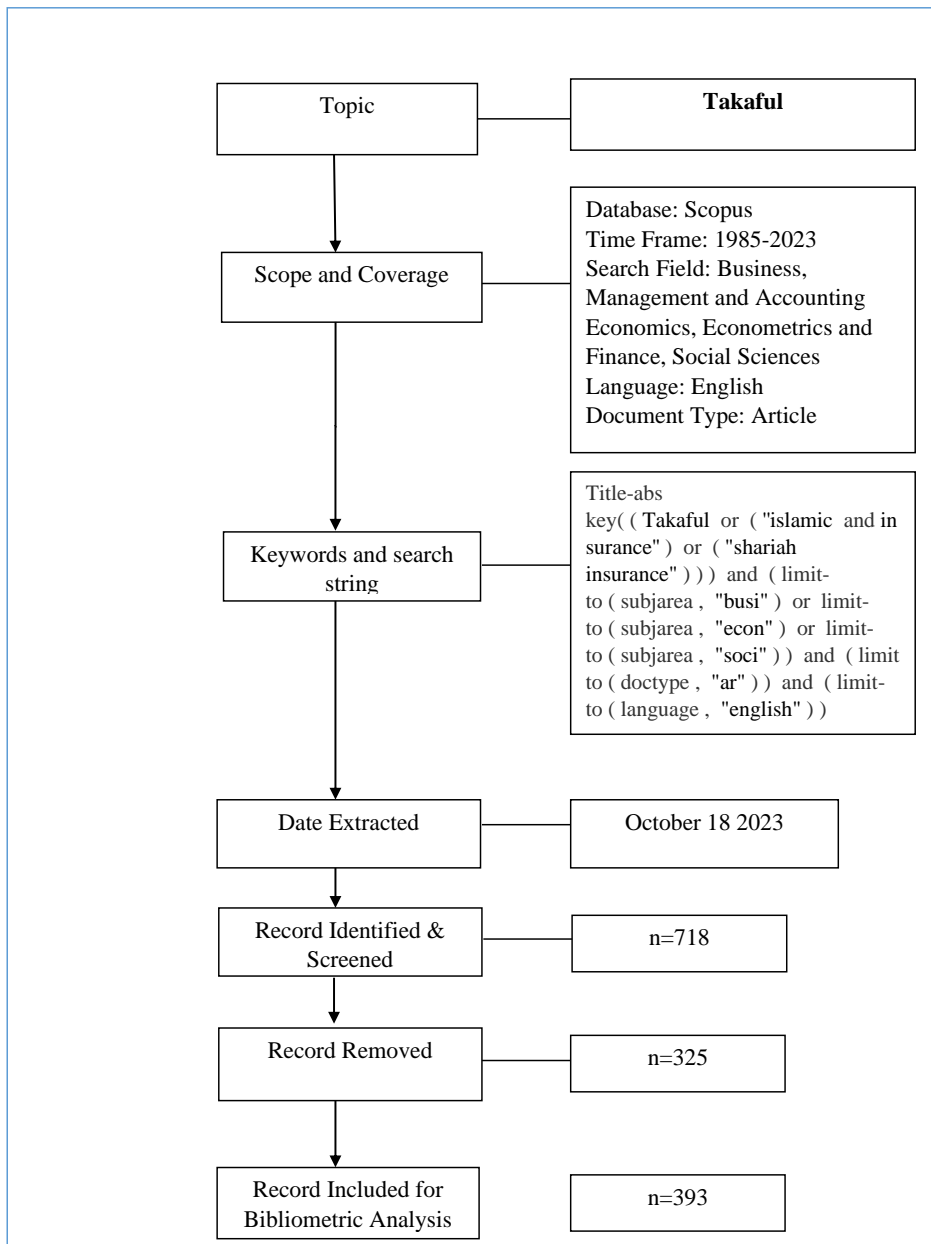 Topic
Takaful
Scope and Coverage
Database: Scopus
Time Frame: 1985-2023
Search Field: Business,
Management and Accounting
Economics, Econometrics and
Finance, Social Sciences
Language: English
Document Type: Article
Keywords and search
string
Title-abs
key( ( Takaful or ( "islamic and in
surance" ) or ( "shariah
insurance" ) ) ) and ( limit-
to ( subjarea , "busi" ) or limit-
to ( subjarea , "econ" ) or limit-
to ( subjarea , "soci" ) ) and ( limit
to ( doctype , "ar" ) ) and ( limit-
to ( language , "english" ) )
Date Extracted
October 18 2023
Record Identified &
Screened
n=718
Record Removed
n=325
Record Included for
Bibliometric Analysis
n=393